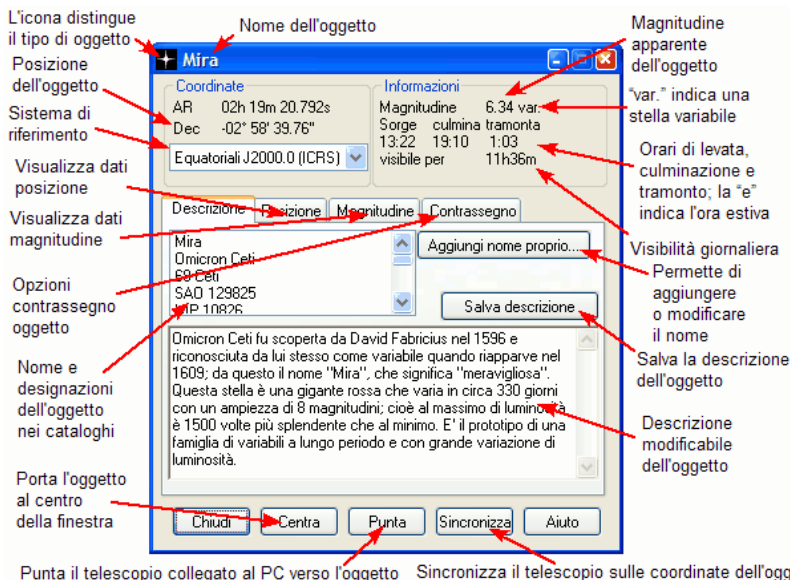 L'icona distingue
il tipo di oggetto
Nome dell'oggetto
Magnitudine
apparente
dell'oggetto
Posizione
dell'oggetto
Sistema di
riferimento
"var." indica una
stella variabile
Visualizza dati
posizione
Orari di levata,
culminazione e
tramonto; la "e"
indica l'ora estiva
Visualizza dati
magnitudine
Visibilità giornaliera
Opzioni
contrassegno
oggetto
Permette di
aggiungere
o modificare
il nome
Nome e
designazioni
dell'oggetto
nei cataloghi
Salva la descrizione
dell'oggetto
Descrizione
modificabile
dell'oggetto
Porta l'oggetto
al centro
della finestra
Mira
Coordinate
AR 02h 19m 20.792s
Dec -02° 58' 39.76"
Equatoriali J2000.0 (ICRS)
Informazioni
Magnitudine 6.34 var.
Sorge culmina tramonta
13:22 19:10 1:03
visibile per 11h36m
Descrizione Posizione Magnitudine Contrassegno
Mira
Omicron Ceti
68 Ceti
SAO 129825
HIP 10826
Aggiungi nome proprio...
Salva descrizione
Omicron Ceti fu scoperta da David Fabricius nel 1596 e
riconosciuta da lui stesso come variabile quando riapparve nel
1609; da questo il nome "Mira", che significa "meravigliosa".
Questa stella è una gigante rossa che varia in circa 330 giorni
con un ampiezza di 8 magnitudini; cioè al massimo di luminosità
è 1500 volte più splendente che al minimo. E' il prototipo di una
famiglia di variabili a lungo periodo e con grande variazione di
luminosità.
Chiudi Centra Punta Sincronizza Aiuto
Punta il telescopio collegato al PC verso l'oggetto
Sincronizza il telescopio sulle coordinate dell'ogg